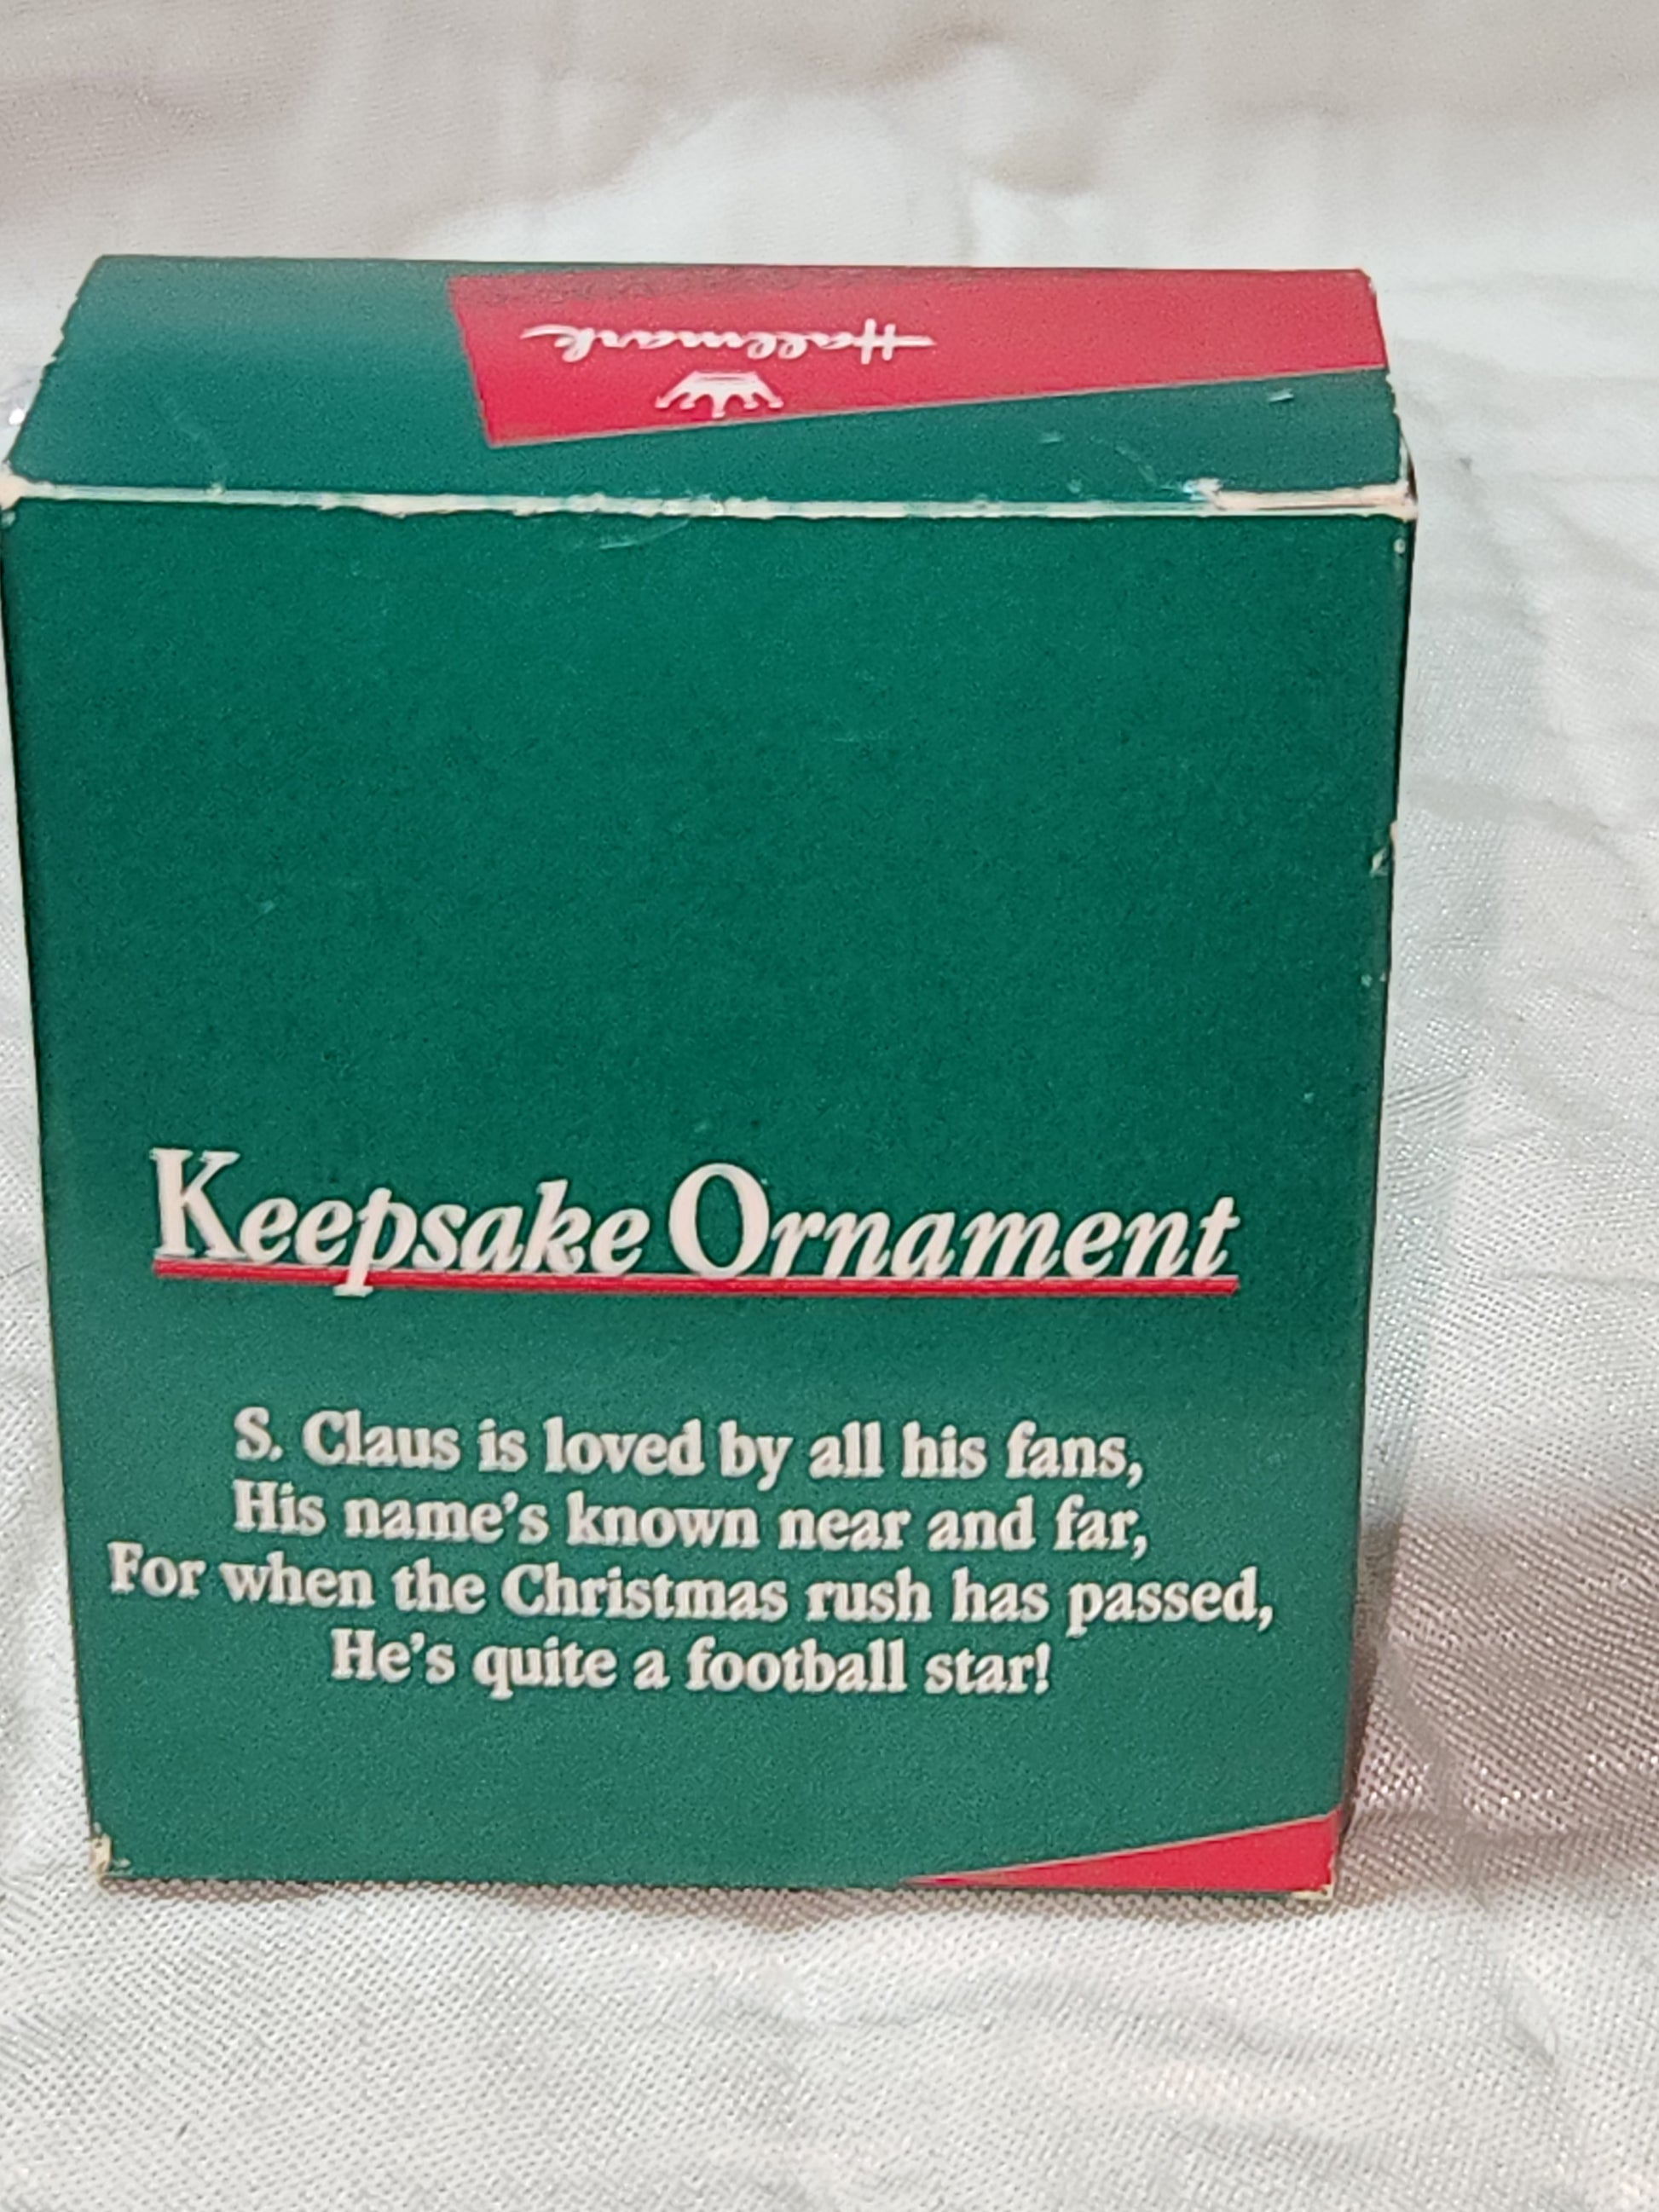 Hallmark
Keepsake Ornament
S. Claus is loved by all his fans,
His name's known near and far,
For when the Christmas rush has passed,
He's quite a football star!